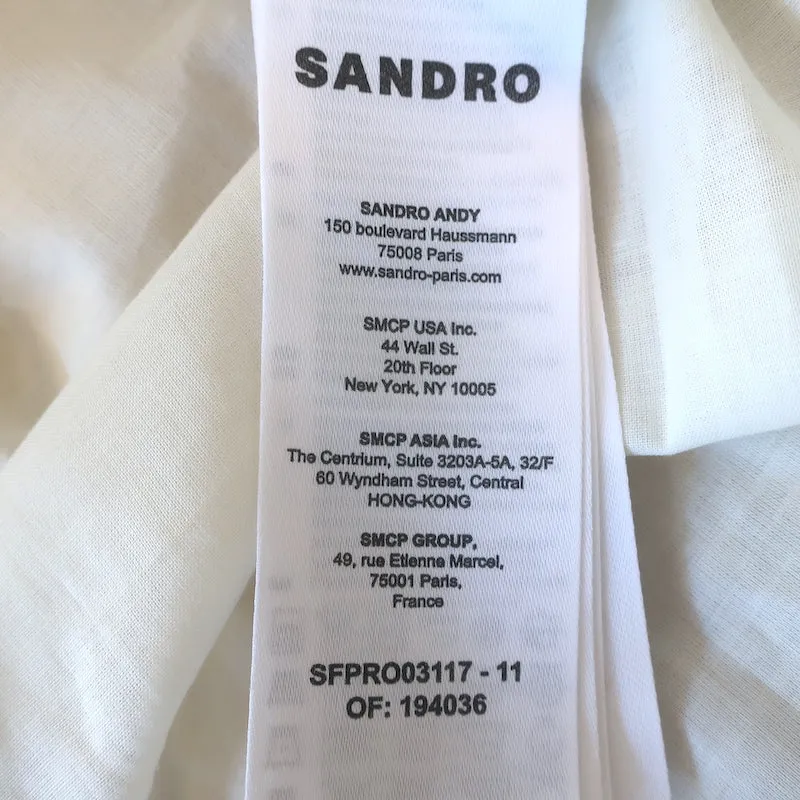 SANDRO
SANDRO ANDY
150 boulevard Haussmann
75008 Paris
www.sandro-paris.com
SMCP USA Inc.
44 Wall St.
20th Floor
New York, NY 10005
SMCP ASIA Inc.
The Centrium, Suite 3203A-5A, 32/F
60 Wyndham Street, Central
HONG-KONG
SMCP GROUP,
49, rue Etienne Marcel,
75001 Paris,
France
SFPRO03117 - 11
OF: 194036